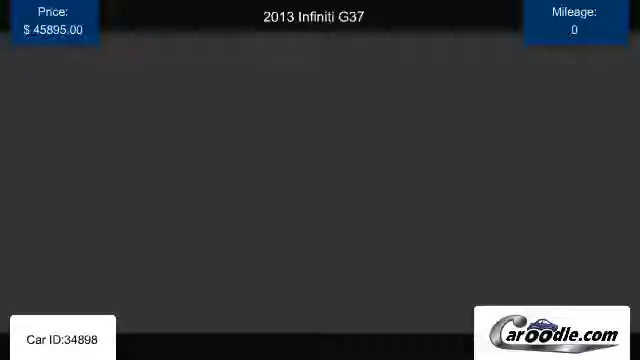 Price:
$ 45895.00
2013 Infiniti G37
Mileage:
0
Car ID:34898
Caroodle.com